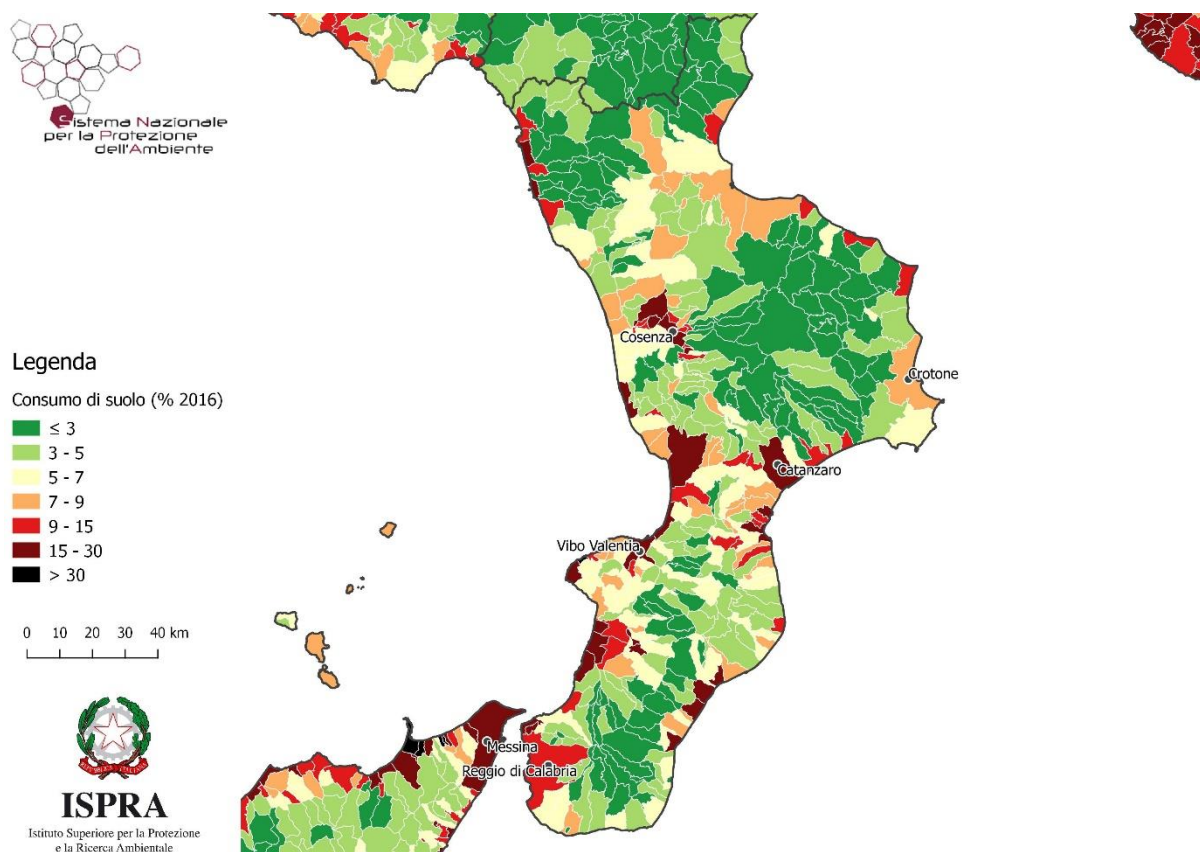 Sistema Nazionale
per la Protezione
dell'Ambiente
Legenda
Consumo di suolo (% 2016)
≤ 3
3 - 5
5 - 7
7 - 9
9 - 15
15 - 30
> 30
0 10 20 30 40 km
REPVBBLICA ITALIANA
ISPRA
Istituto Superiore per la Protezione
e la Ricerca Ambientale
Cosenza
Crotone
Catanzaro
Vibo Valentia
Messina
Reggio di Calabria